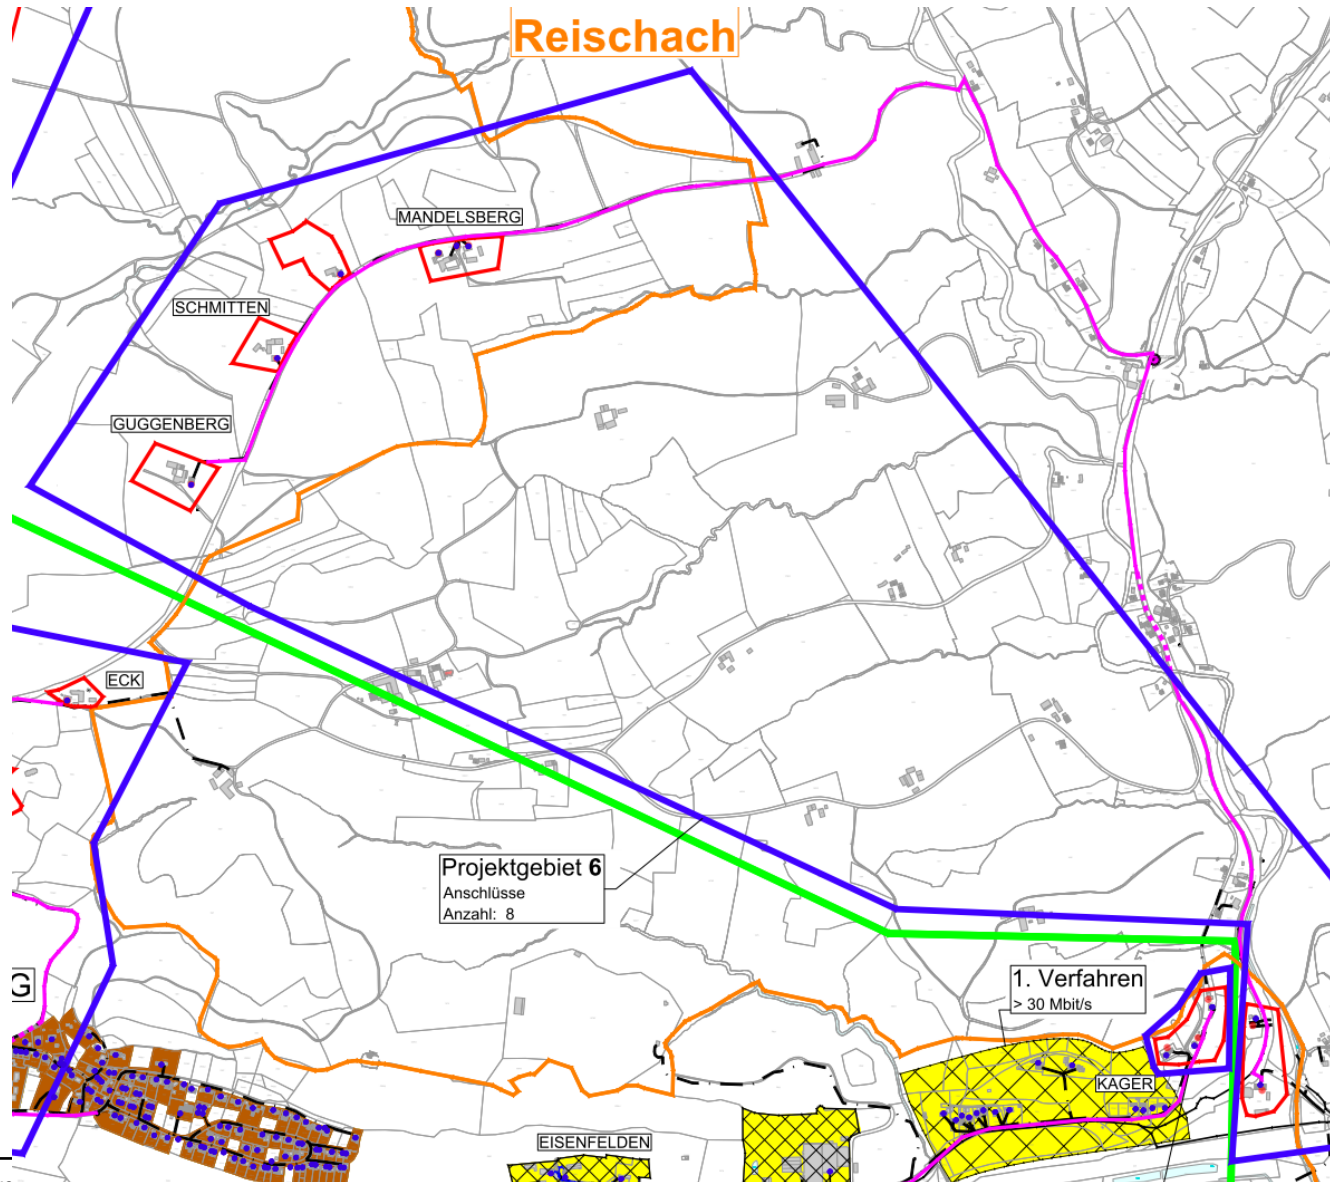 Reischach
MANDELSBERG
SCHMITTEN
GUGGENBERG
ECK
Projektgebiet 6
Anschlüsse
Anzahl: 8
G
1. Verfahren
> 30 Mbit/s
KAGER
EISENFELDEN